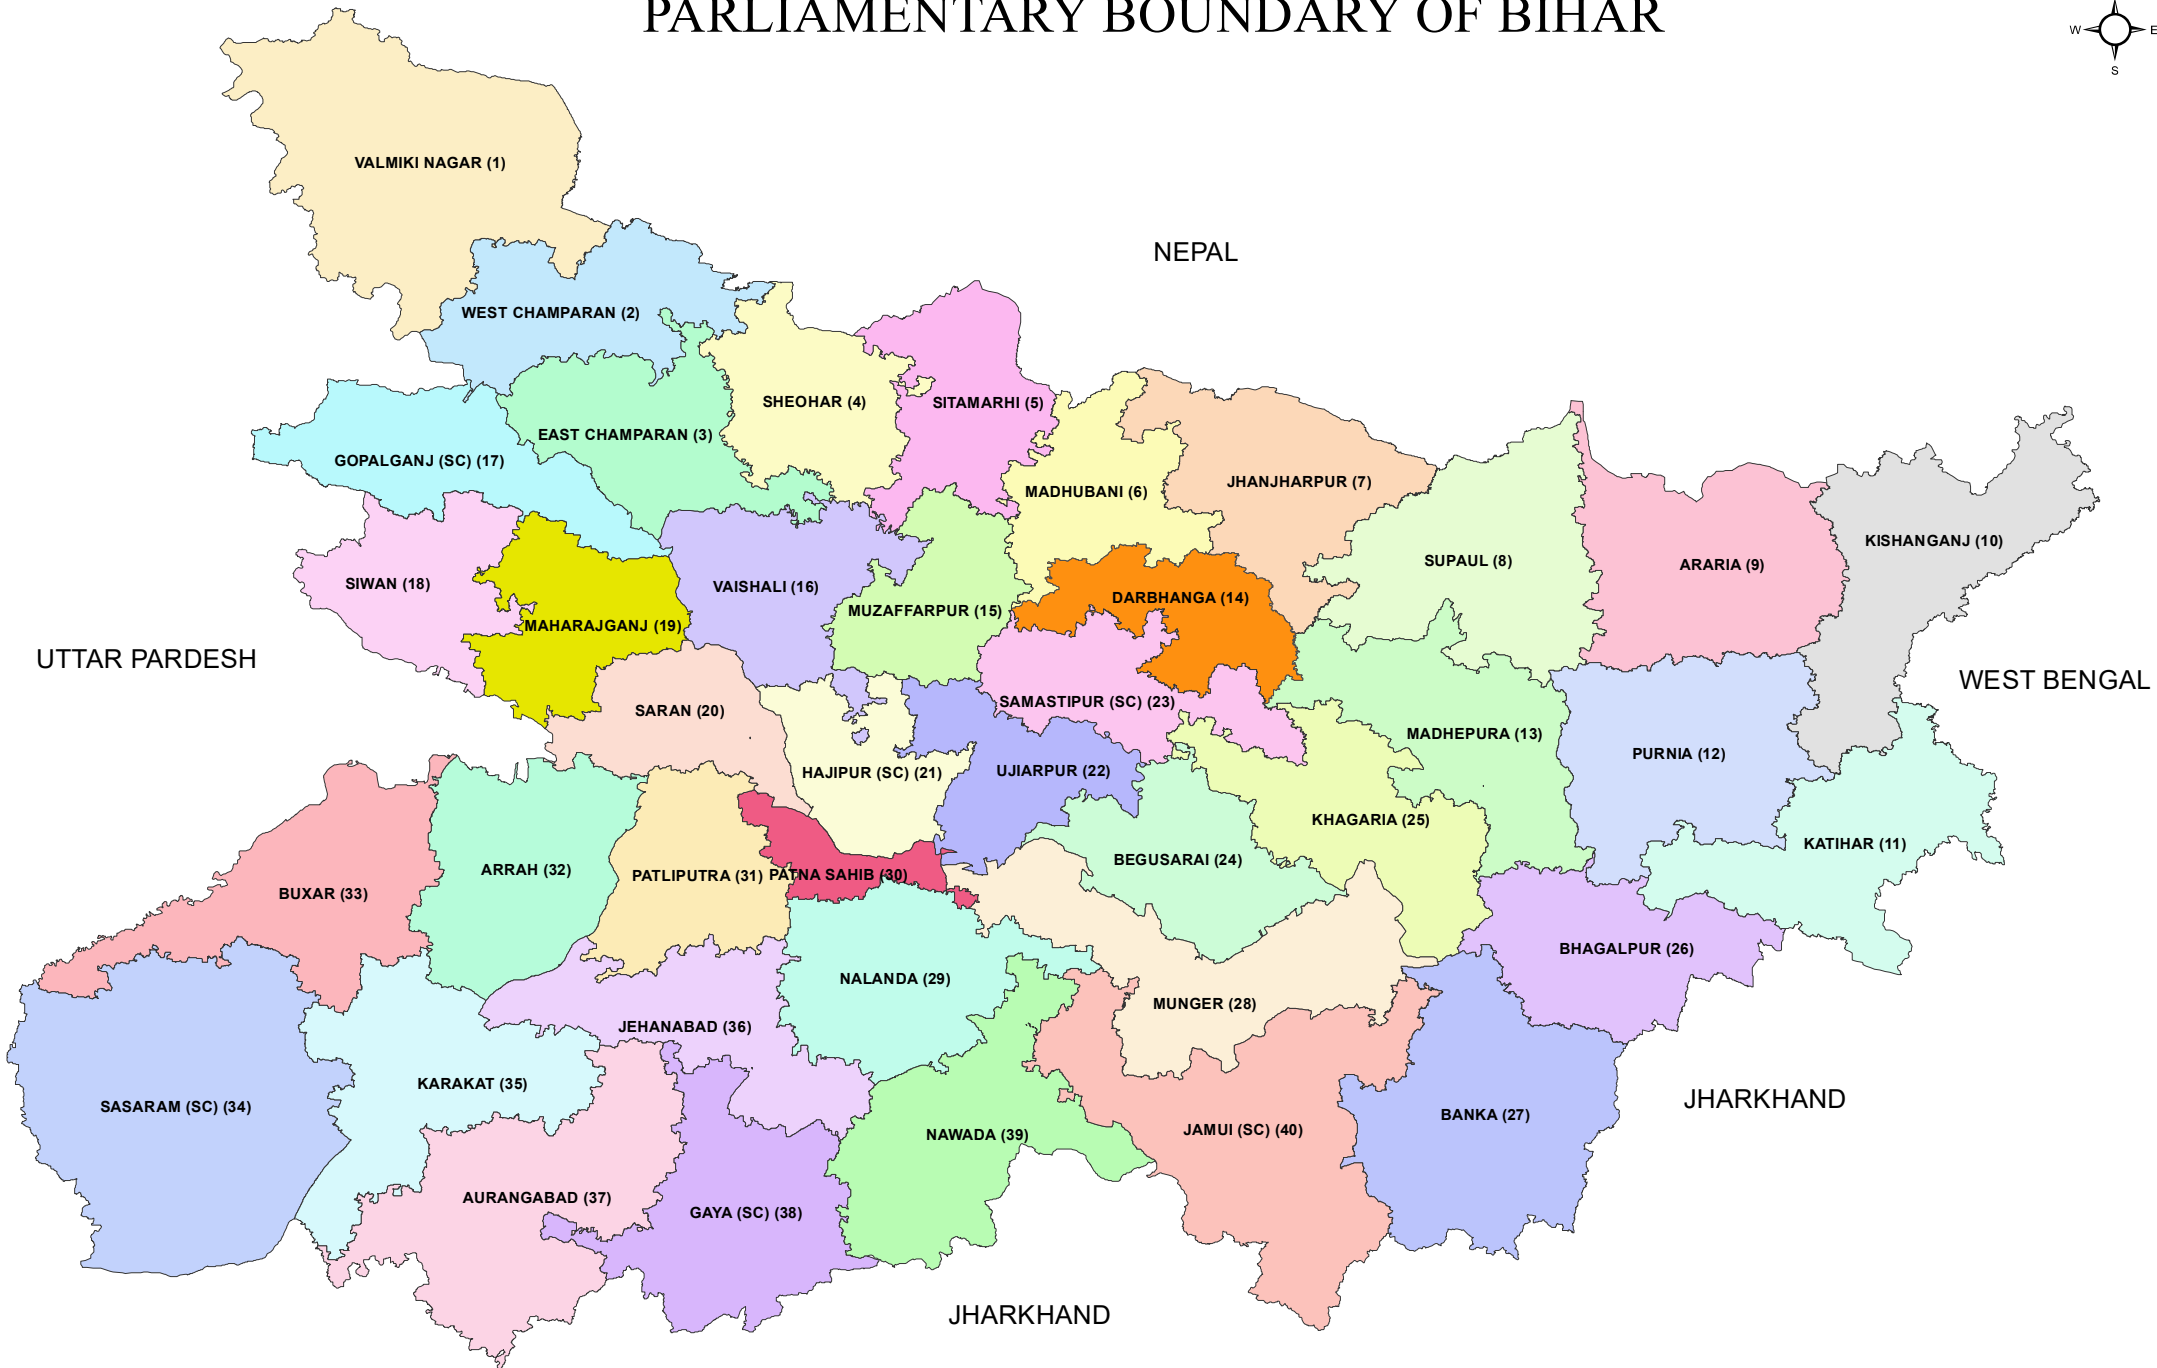 PARLIAMENTARY BOUNDARY OF BIHAR
W
E
S
VALMIKI NAGAR (1)
NEPAL
WEST CHAMPARAN (2)
SHEOHAR (4)
SITAMARHI (5)
EAST CHAMPARAN (3)
GOPALGANJ (SC) (17)
JHANJHARPUR (7)
MADHUBANI (6)
KISHANGANJ (10)
SUPAUL (8)
ARARIA (9)
SIWAN (18)
VAISHALI (16)
DARBHANGA (14)
MUZAFFARPUR (15)
MAHARAJGANJ (19)
UTTAR PARDESH
WEST BENGAL
SAMASTIPUR (SC) (23)
SARAN (20)
MADHEPURA (13)
PURNIA (12)
HAJIPUR (SC) (21)
UJIARPUR (22)
KHAGARIA (25)
KATIHAR (11)
BEGUSARAI (24)
ARRAH (32)
PATLIPUTRA (31)
PATNA SAHIB (30)
BUXAR (33)
BHAGALPUR (26)
NALANDA (29)
MUNGER (28)
JEHANABAD (36)
KARAKAT (35)
JHARKHAND
SASARAM (SC) (34)
BANKA (27)
JAMUI (SC) (40)
NAWADA (39)
AURANGABAD (37)
GAYA (SC) (38)
JHARKHAND